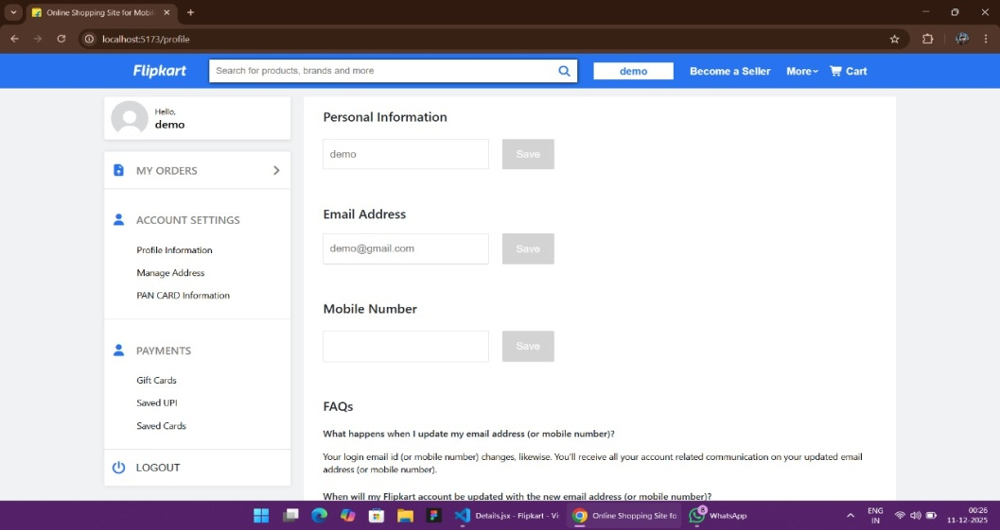 Online Shopping Site for Mobil
localhost:5173/profile
Flipkart
Search for products, brands and more
demo
Become a Seller
More
Cart
Hello,
demo
MY ORDERS
ACCOUNT SETTINGS
Profile Information
Manage Address
PAN CARD Information
PAYMENTS
Gift Cards
Saved UPI
Saved Cards
LOGOUT
Personal Information
demo
Save
Email Address
demo@gmail.com
Save
Mobile Number
Save
FAQs
What happens when I update my email address (or mobile number)?
Your login email id (or mobile number) changes, likewise. You'll receive all your account related communication on your updated email
address (or mobile number).
When will my Flipkart account be updated with the new email address (or mobile number)?
Details.jsx - Flipkart - Vi
Online Shopping Site fo
8
WhatsApp
ENG
IN
00:26
11-12-2025